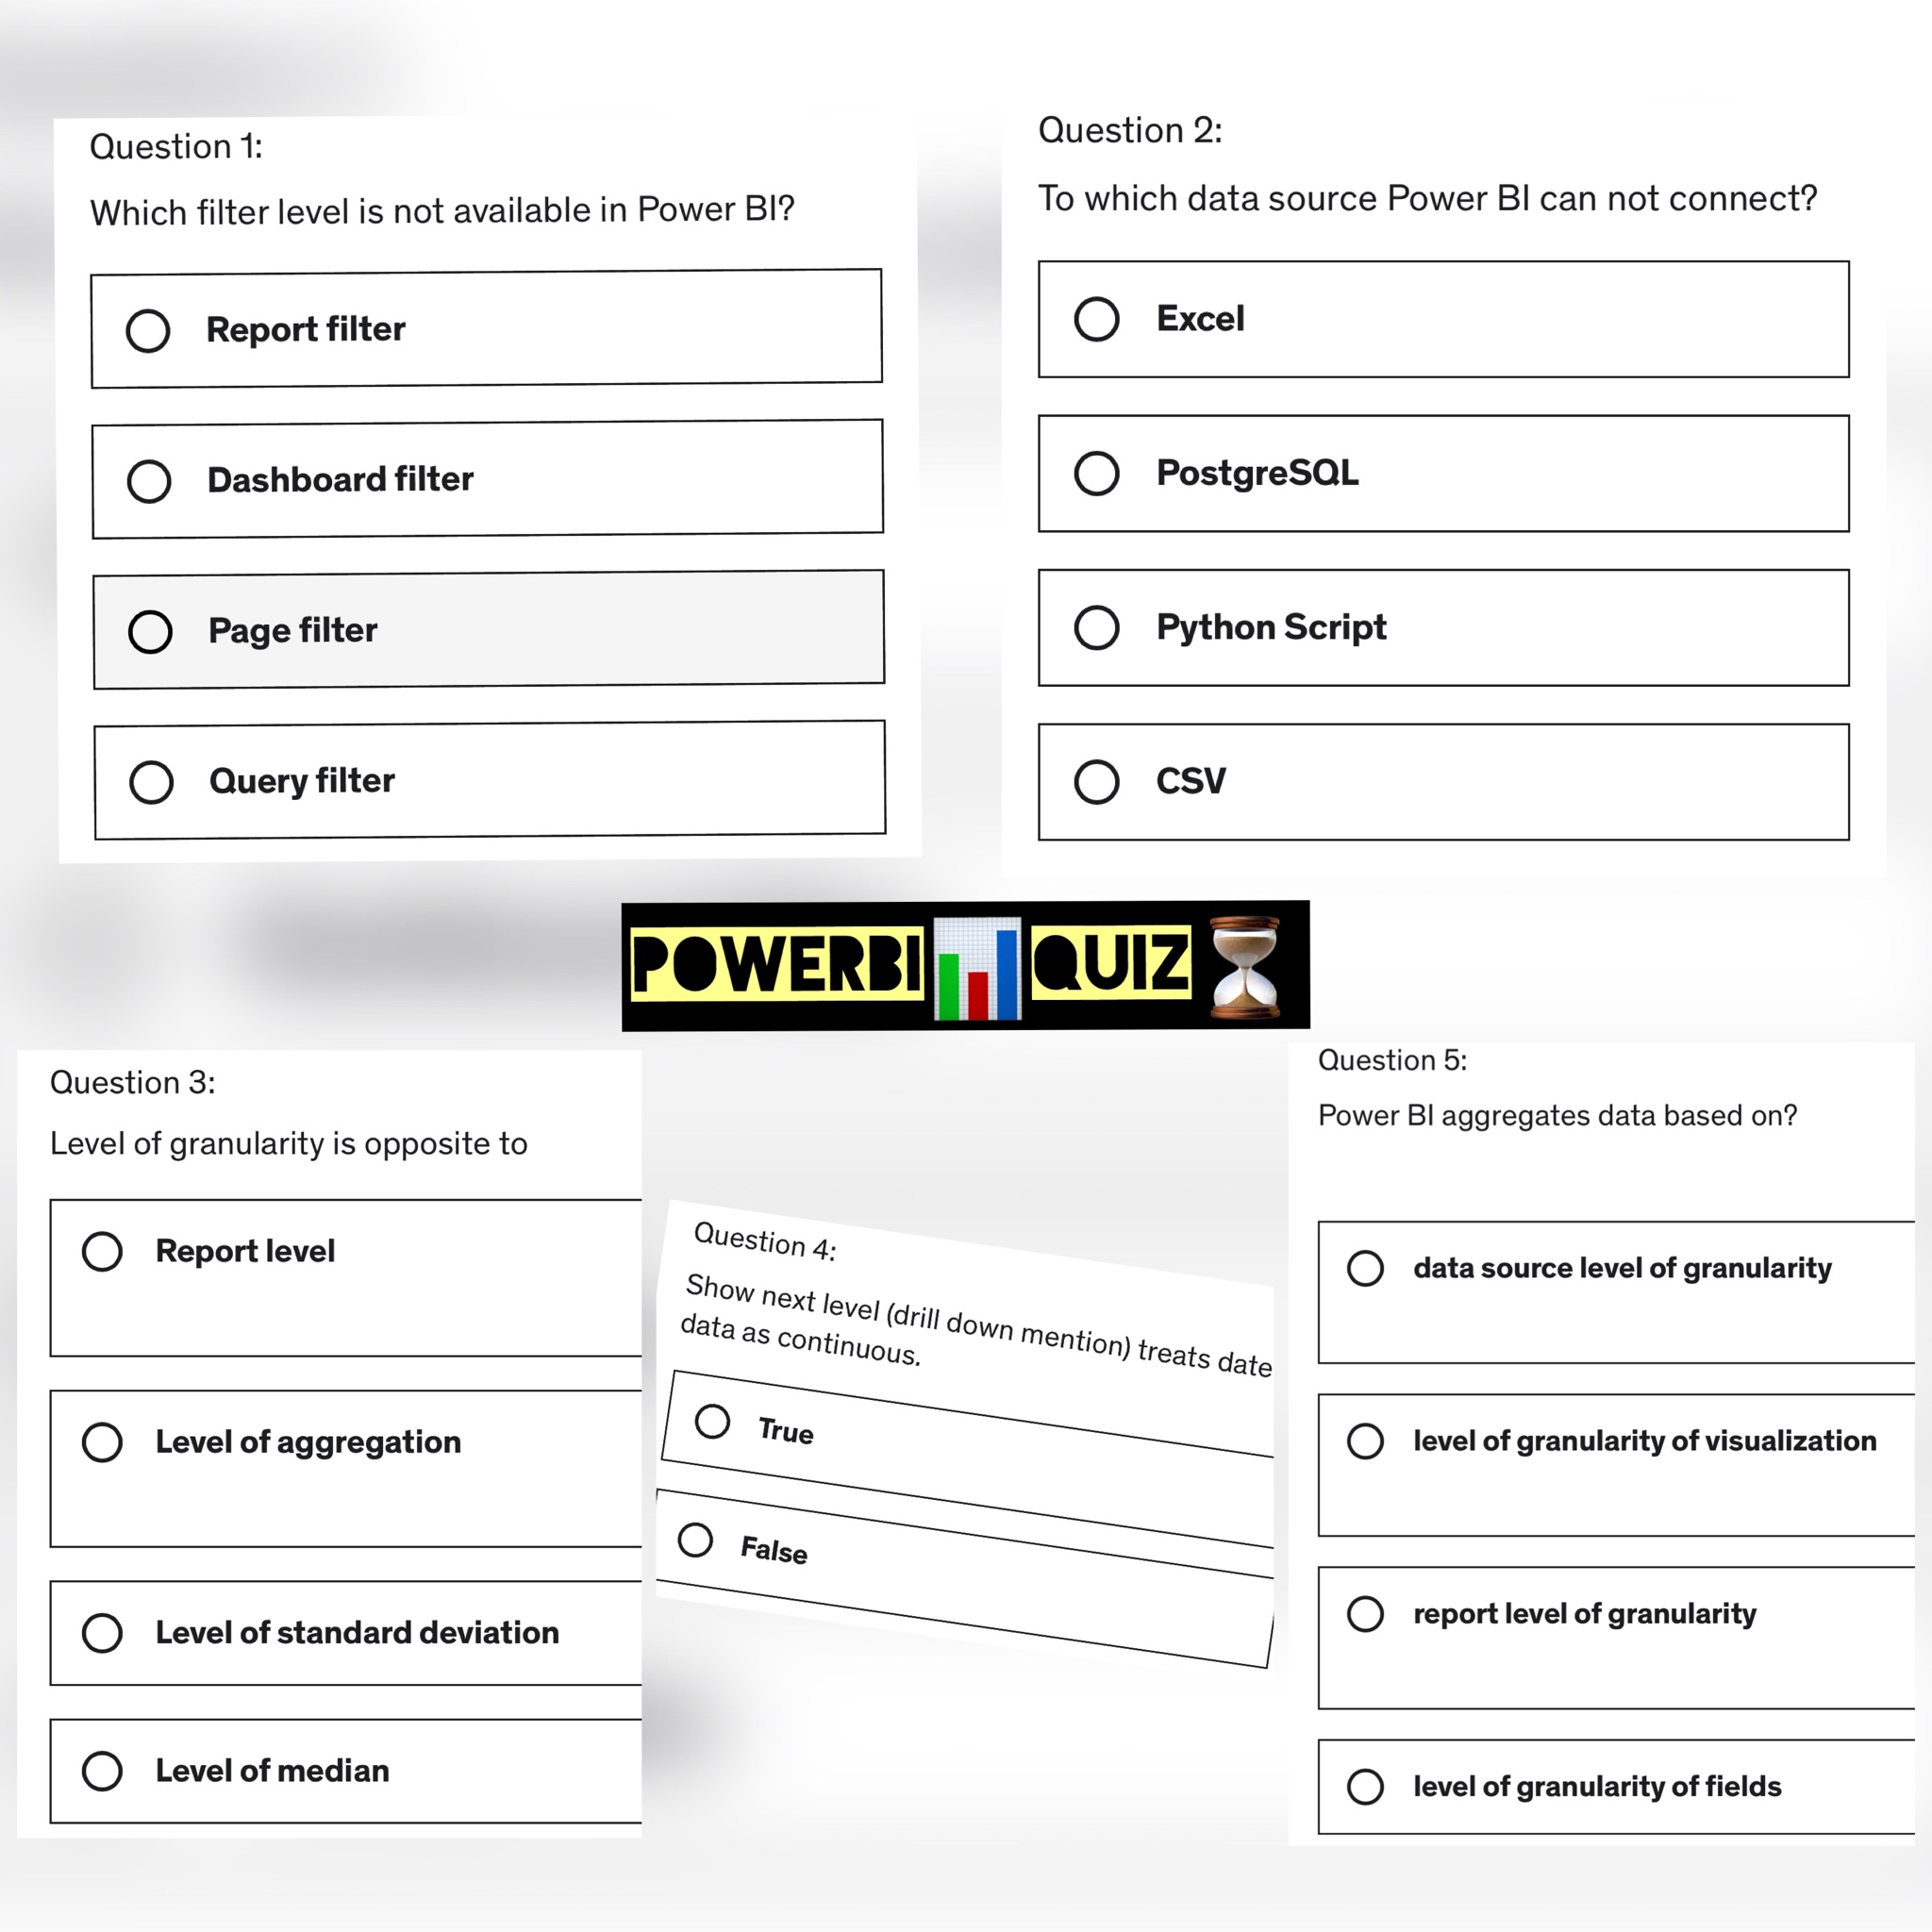 Question 1:
Which filter level is not available in Power BI?
Report filter
Dashboard filter
Page filter
Query filter
Question 2:
To which data source Power BI can not connect?
Excel
PostgreSQL
Python Script
CSV
POWERBI QUIZ
Question 3:
Level of granularity is opposite to
Report level
Level of aggregation
Level of standard deviation
Level of median
Question 4:
Show next level (drill down mention) treats date
data as continuous.
True
False
Question 5:
Power BI aggregates data based on?
data source level of granularity
level of granularity of visualization
report level of granularity
level of granularity of fields